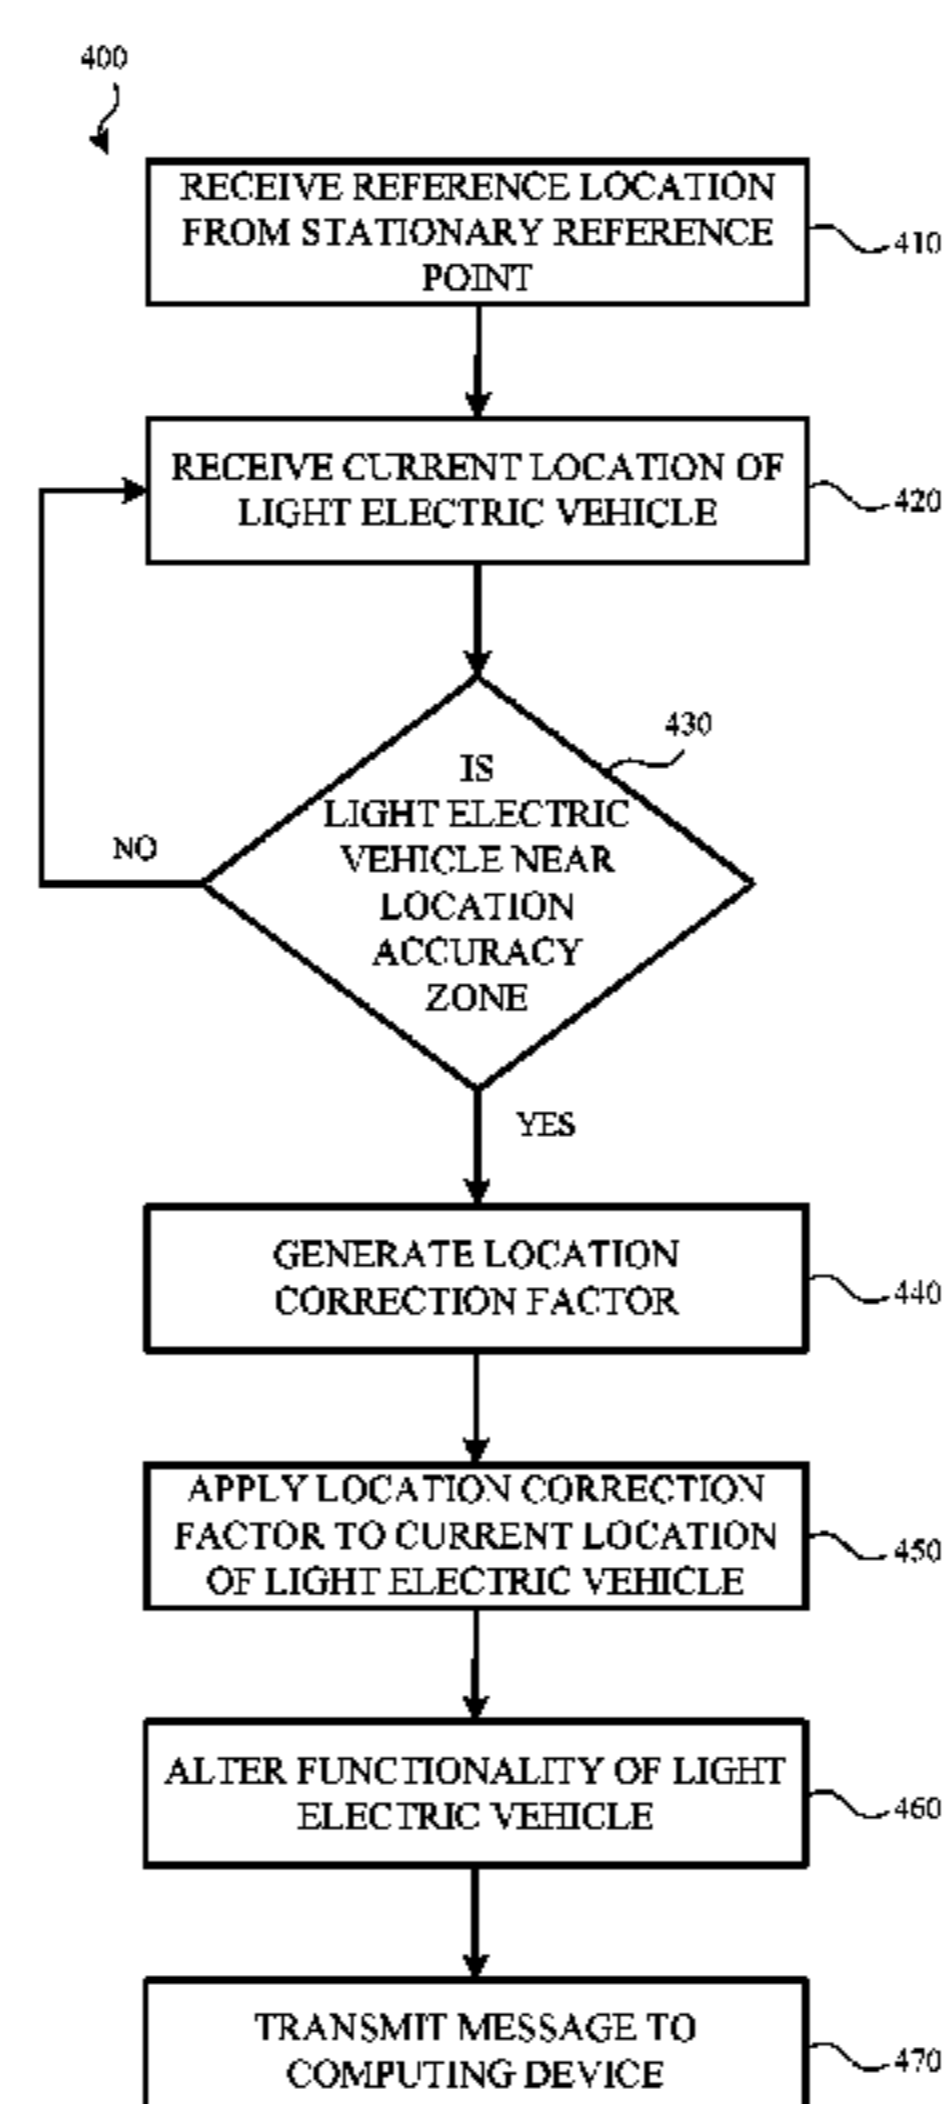 400
RECEIVE REFERENCE LOCATION
FROM STATIONARY REFERENCE
POINT
410
RECEIVE CURRENT LOCATION OF
LIGHT ELECTRIC VEHICLE
420
430
IS
LIGHT ELECTRIC
VEHICLE NEAR
LOCATION
ACCURACY
ZONE
NO
YES
GENERATE LOCATION
CORRECTION FACTOR
440
APPLY LOCATION CORRECTION
FACTOR TO CURRENT LOCATION
OF LIGHT ELECTRIC VEHICLE
450
ALTER FUNCTIONALITY OF LIGHT
ELECTRIC VEHICLE
460
TRANSMIT MESSAGE TO
COMPUTING DEVICE
470